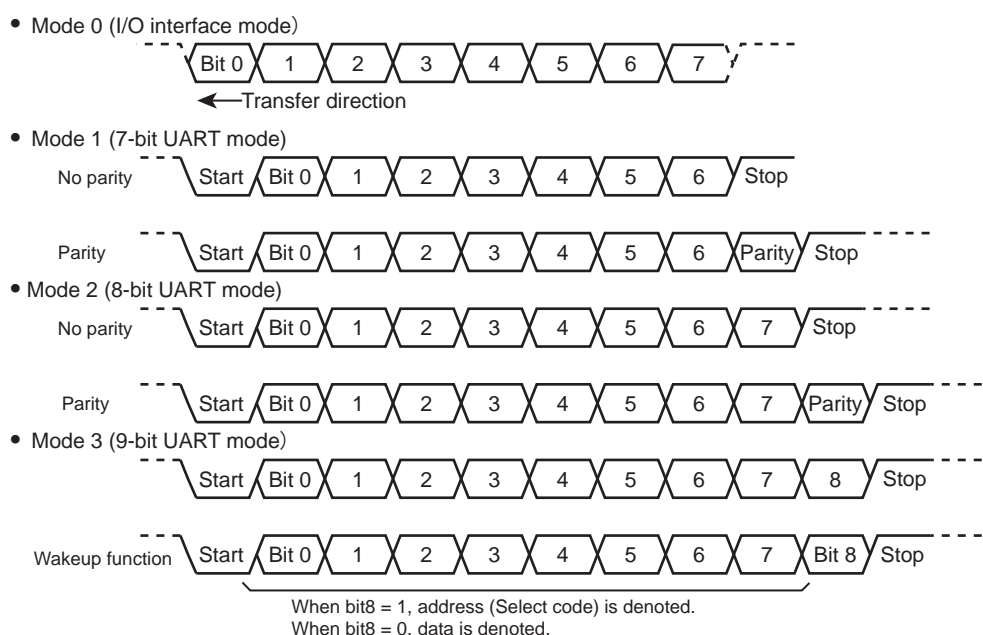 • Mode 0 (I/O interface mode）
Bit 0 1 2 3 4 5 6 7
Transfer direction
• Mode 1 (7-bit UART mode)
No parity Start Bit 0 1 2 3 4 5 6 Stop
Parity Start Bit 0 1 2 3 4 5 6 Parity Stop
• Mode 2 (8-bit UART mode)
No parity Start Bit 0 1 2 3 4 5 6 7 Stop
Parity Start Bit 0 1 2 3 4 5 6 7 Parity Stop
• Mode 3 (9-bit UART mode）
Start Bit 0 1 2 3 4 5 6 7 8 Stop
Wakeup function Start Bit 0 1 2 3 4 5 6 7 Bit 8 Stop
When bit8 = 1, address (Select code) is denoted.
When bit8 = 0, data is denoted.